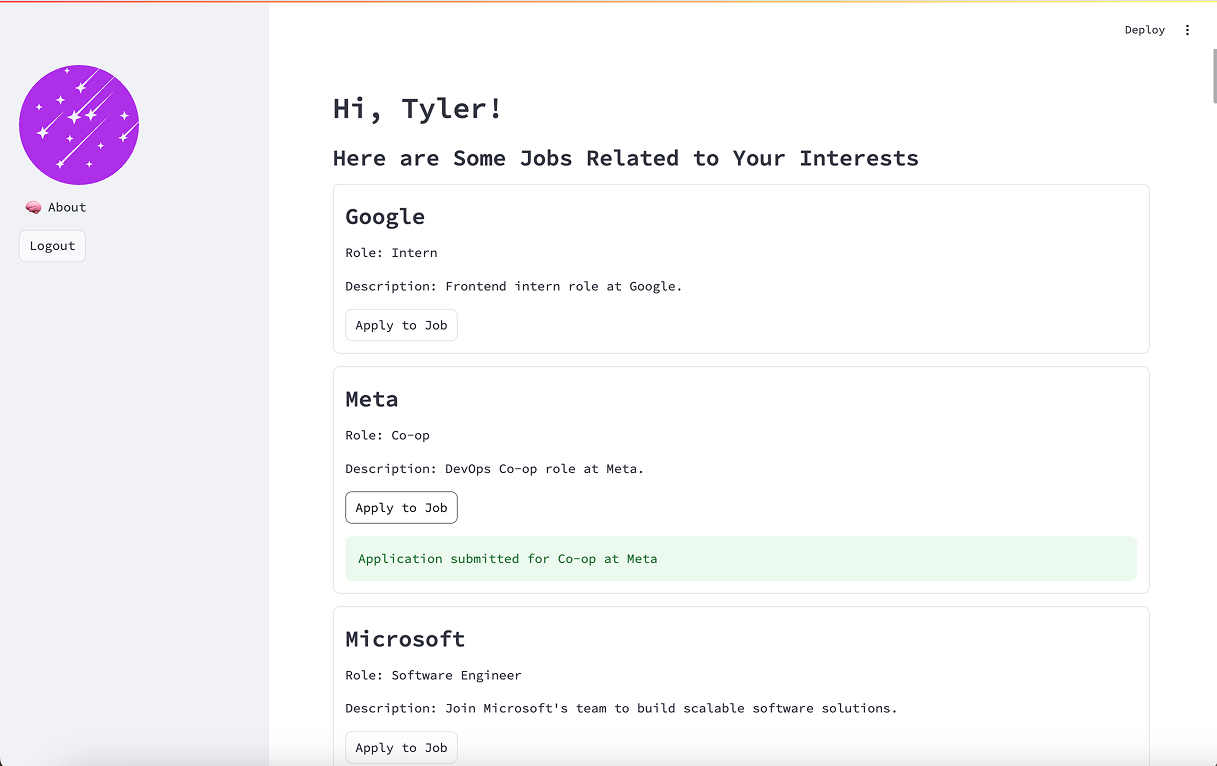 Deploy
🧠 About
Logout
Hi, Tyler!
Here are Some Jobs Related to Your Interests
Google
Role: Intern
Description: Frontend intern role at Google.
Apply to Job
Meta
Role: Co-op
Description: DevOps Co-op role at Meta.
Apply to Job
Application submitted for Co-op at Meta
Microsoft
Role: Software Engineer
Description: Join Microsoft's team to build scalable software solutions.
Apply to Job